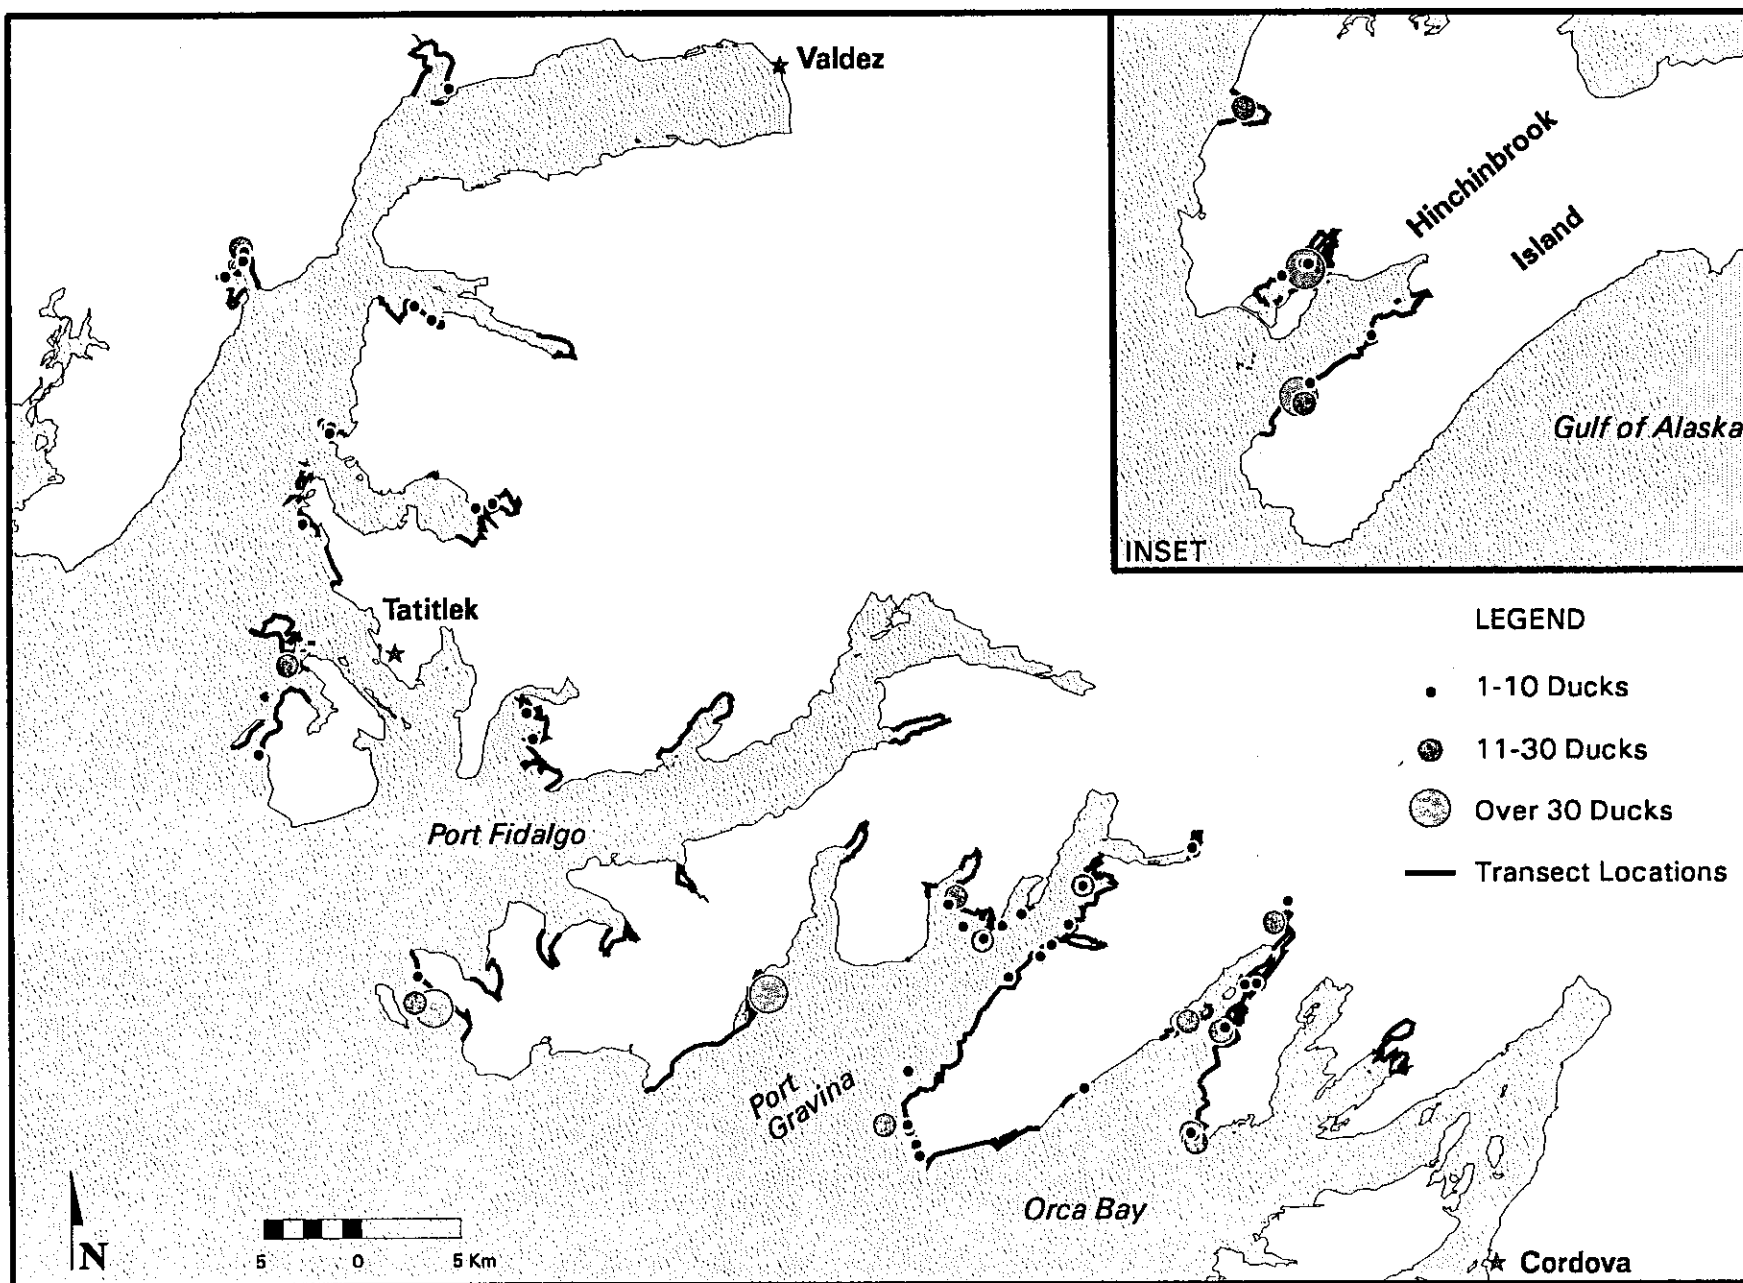 Valdez
Hinchinbrook
Island
Gulf of Alaska
INSET
Tatitlek
LEGEND
1-10 Ducks
11-30 Ducks
Over 30 Ducks
Transect Locations
Port Fidalgo
Port
Gravina
Orca Bay
N
5 0 5 Km
Cordova